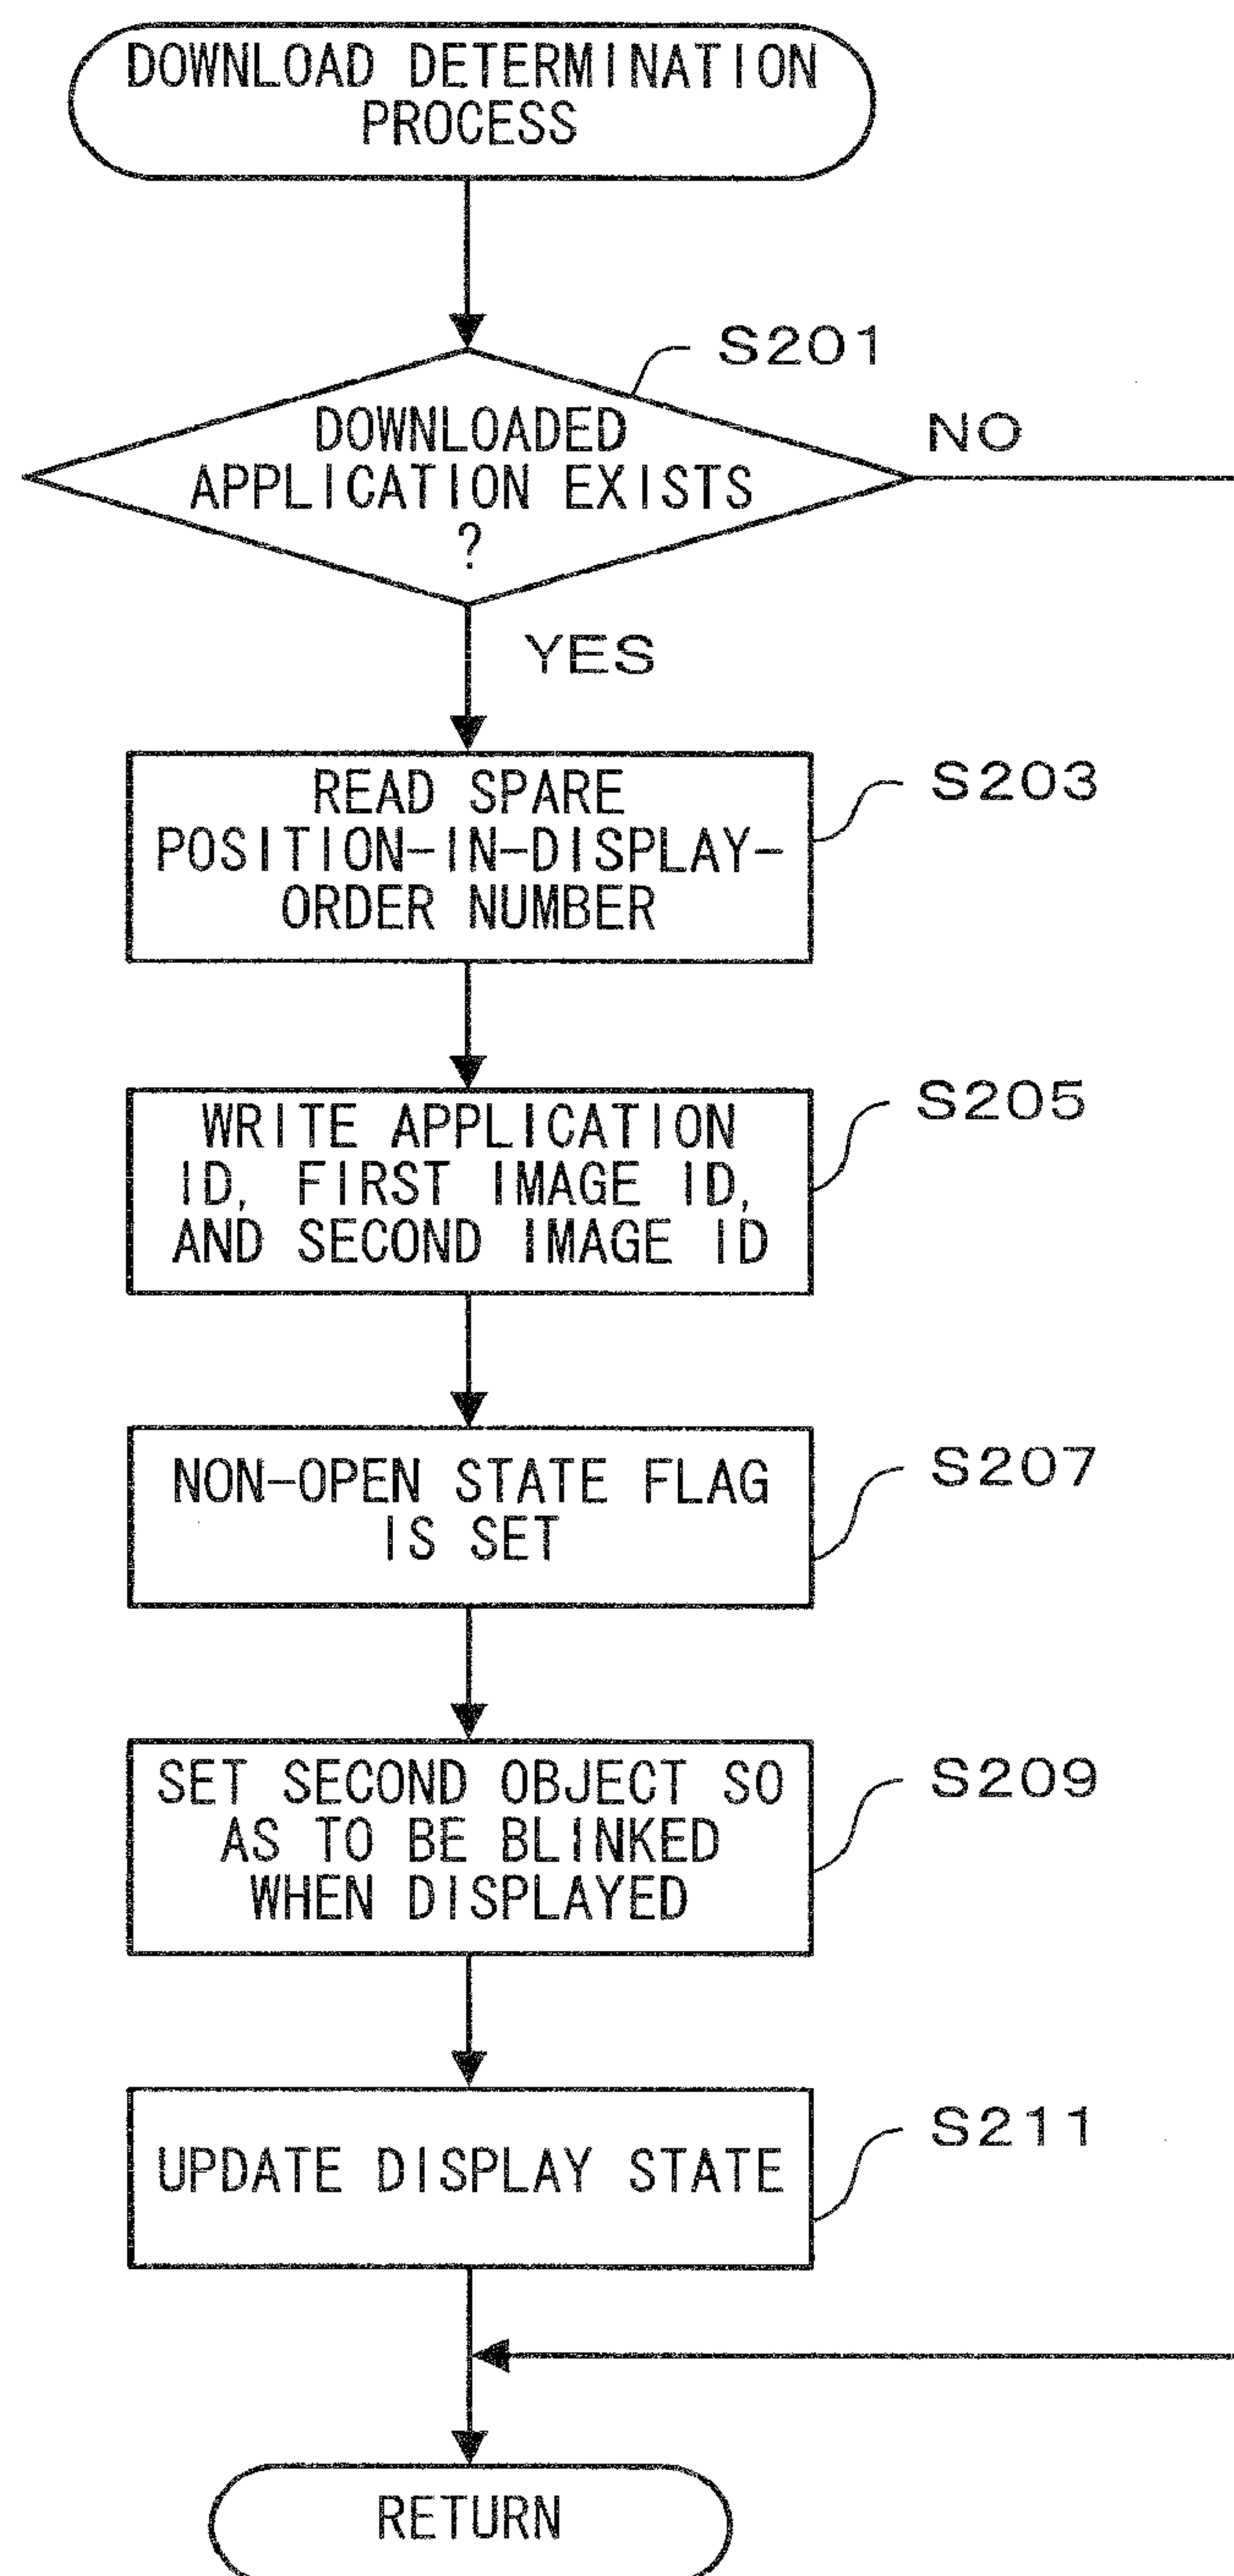 DOWNLOAD DETERMINATION
PROCESS
S201
DOWNLOADED
APPLICATION EXISTS
?
NO
YES
READ SPARE
POSITION-IN-DISPLAY-
ORDER NUMBER
S203
WRITE APPLICATION
ID, FIRST IMAGE ID,
AND SECOND IMAGE ID
S205
NON-OPEN STATE FLAG
IS SET
S207
SET SECOND OBJECT SO
AS TO BE BLINKED
WHEN DISPLAYED
S209
UPDATE DISPLAY STATE
S211
RETURN